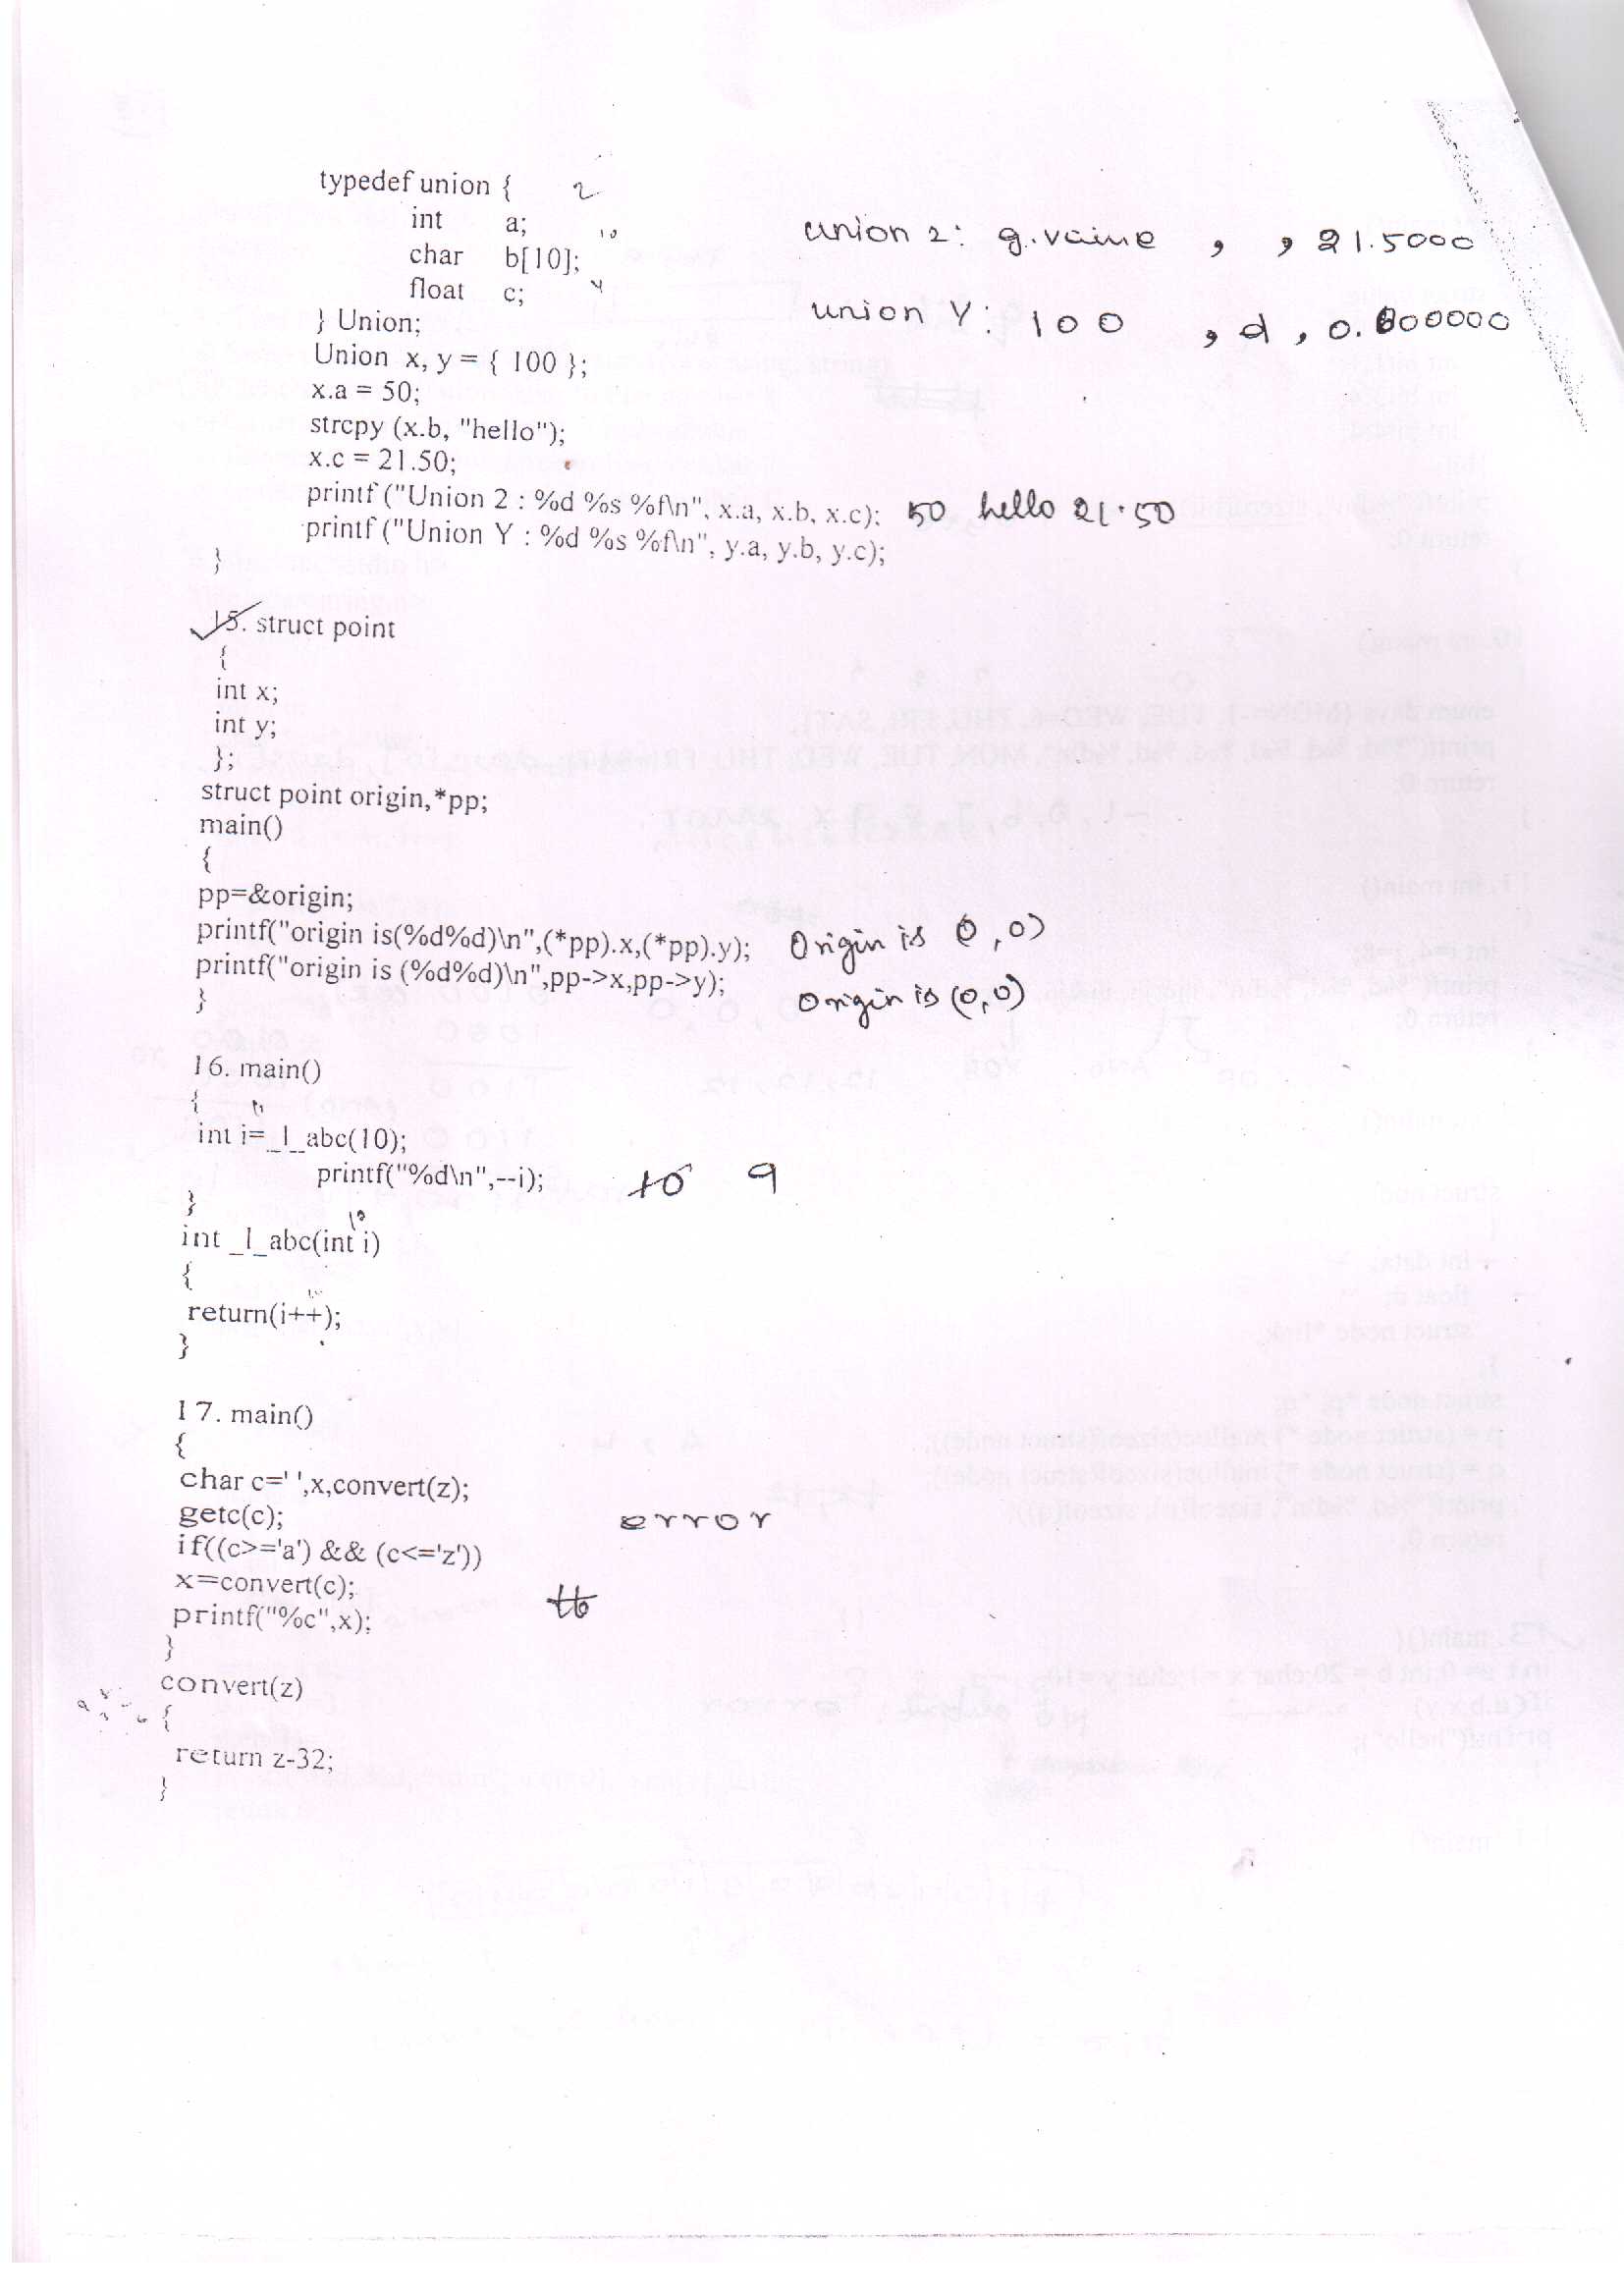 typedef union { 2
int a; 10
char b[10]; union 2: g.value , , 21.5000
float c; 4
} Union; union Y: 100 , d, 0.000000
Union x, y = { 100 };
x.a = 50;
strcpy (x.b, "hello");
x.c = 21.50;
printf ("Union 2 : %d %s %f\n", x.a, x.b, x.c); 50 hello 21.50
printf ("Union Y : %d %s %f\n", y.a, y.b, y.c);
}
15. struct point
{
int x;
int y;
};
struct point origin,*pp;
main()
{
pp=&origin;
printf("origin is(%d%d)\n",(*pp).x,(*pp).y); Origin is 0,0)
printf("origin is (%d%d)\n",pp->x,pp->y); Origin is (0,0)
}
16. main()
{
int i=_l_abc(10);
printf("%d\n",--i); 10 9
}
int _l_abc(int i) 10
{
return(i++);
}
17. main()
{
char c=' ',x,convert(z);
getc(c); error
if((c>='a') && (c<='z'))
x=convert(c);
printf("%c",x);
}
convert(z)
{
return z-32;
}